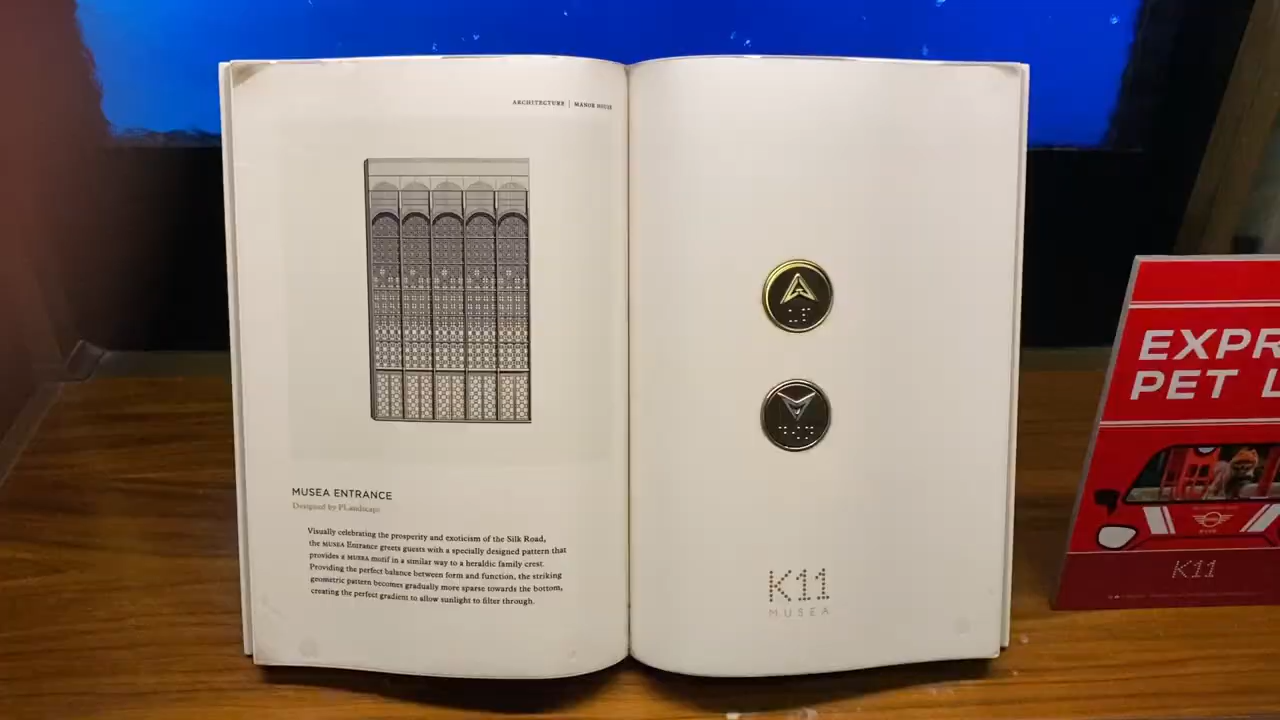 ARCHITECTURE | MANOR HOUSE
MUSEA ENTRANCE
Designed by PLandscape
Visually celebrating the prosperity and exoticism of the Silk Road,
the MUSEA Entrance greets guests with a specially designed pattern that
provides a MUSEA motif in a similar way to a heraldic family crest.
Providing the perfect balance between form and function, the striking
geometric pattern becomes gradually more sparse towards the bottom,
creating the perfect gradient to allow sunlight to filter through.
K11
MUSEA
EXPR
PET L
K11